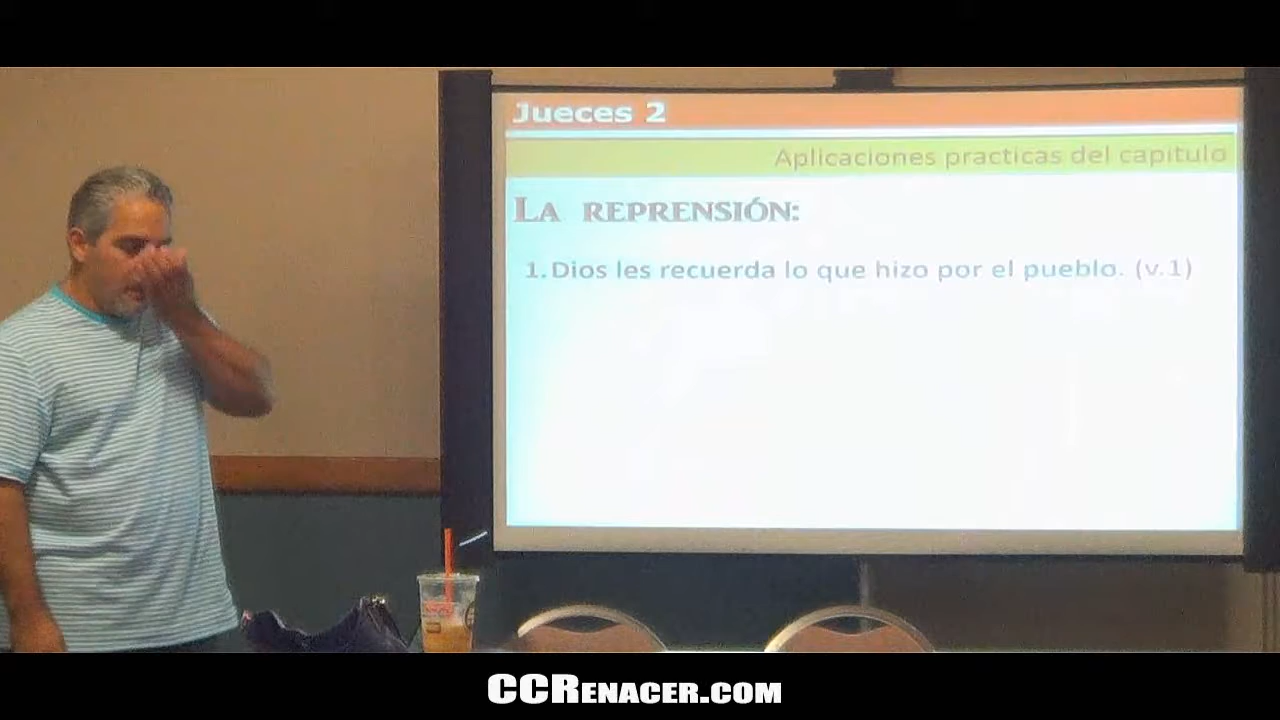 Jueces 2
Aplicaciones practicas del capitulo
LA REPRENSIÓN:
1. Dios les recuerda lo que hizo por el pueblo. (v.1)
CCRENACER.COM